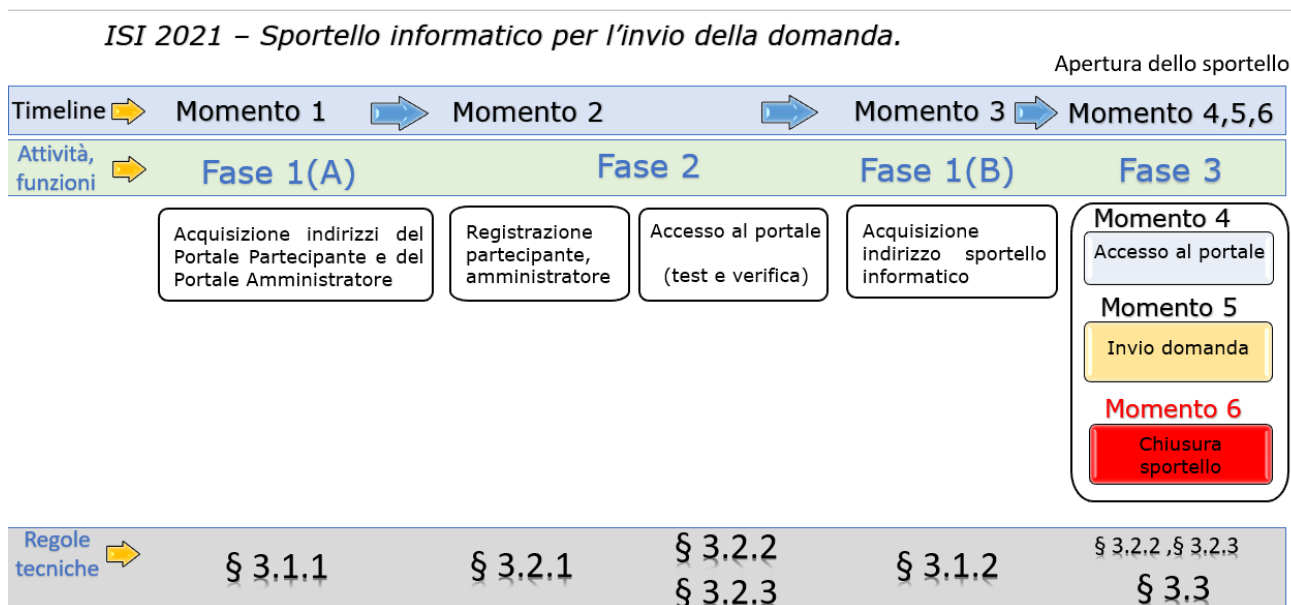 ISI 2021 – Sportello informatico per l’invio della domanda.
Apertura dello sportello
Timeline Momento 1 Momento 2 Momento 3 Momento 4,5,6
Attività,
funzioni
Fase 1(A) Fase 2 Fase 1(B) Fase 3
Acquisizione indirizzi del
Portale Partecipante e del
Portale Amministratore
Registrazione
partecipante,
amministratore
Accesso al portale
(test e verifica)
Acquisizione
indirizzo sportello
informatico
Momento 4
Accesso al portale
Momento 5
Invio domanda
Momento 6
Chiusura
sportello
Regole
tecniche
§ 3.1.1
§ 3.2.1
§ 3.2.2
§ 3.2.3
§ 3.1.2
§ 3.2.2 ,§ 3.2.3
§ 3.3